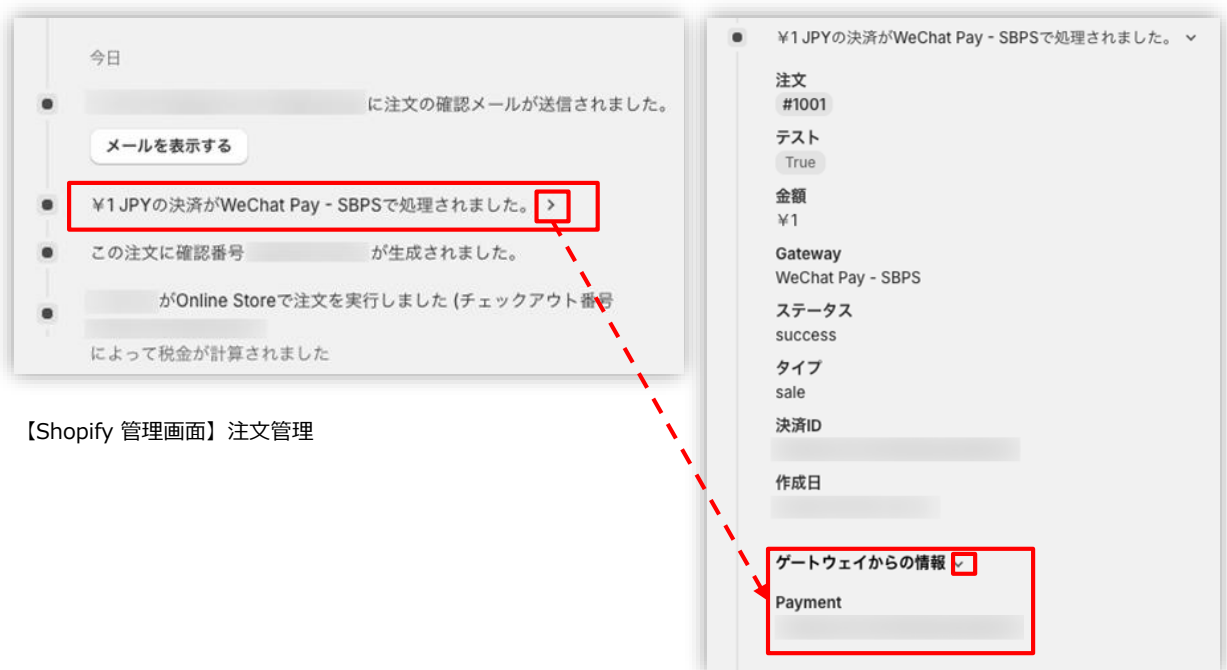 今日
に注文の確認メールが送信されました。
メールを表示する
¥1 JPYの決済がWeChat Pay - SBPSで処理されました。
この注文に確認番号 が生成されました。
がOnline Storeで注文を実行しました (チェックアウト番号
によって税金が計算されました
【Shopify 管理画面】注文管理
¥1 JPYの決済がWeChat Pay - SBPSで処理されました。
注文
#1001
テスト
True
金額
¥1
Gateway
WeChat Pay - SBPS
ステータス
success
タイプ
sale
決済ID
作成日
ゲートウェイからの情報
Payment